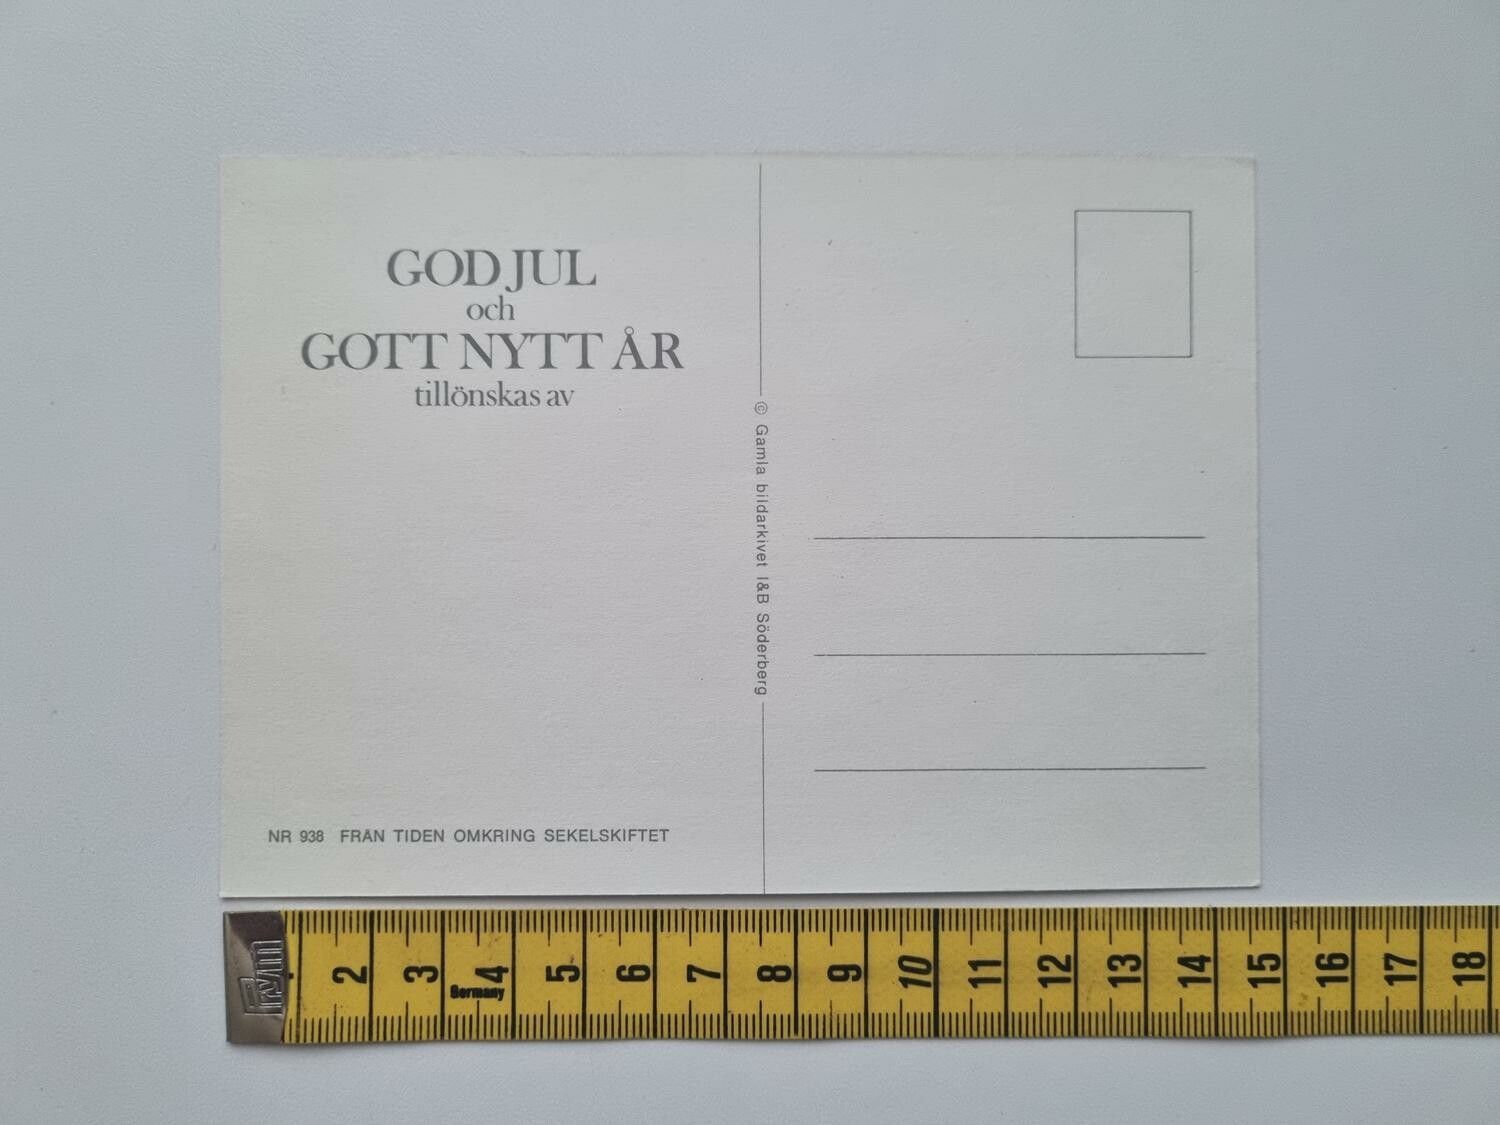 GOD JUL
och
GOTT NYTT ÅR
tillönskas av
© Gamla bildarkivet I&B Söderberg
NR 938 FRÅN TIDEN OMKRING SEKELSKIFTET
Prym
2 3 4 5 6 7 8 9 10 11 12 13 14 15 16 17 18
Germany